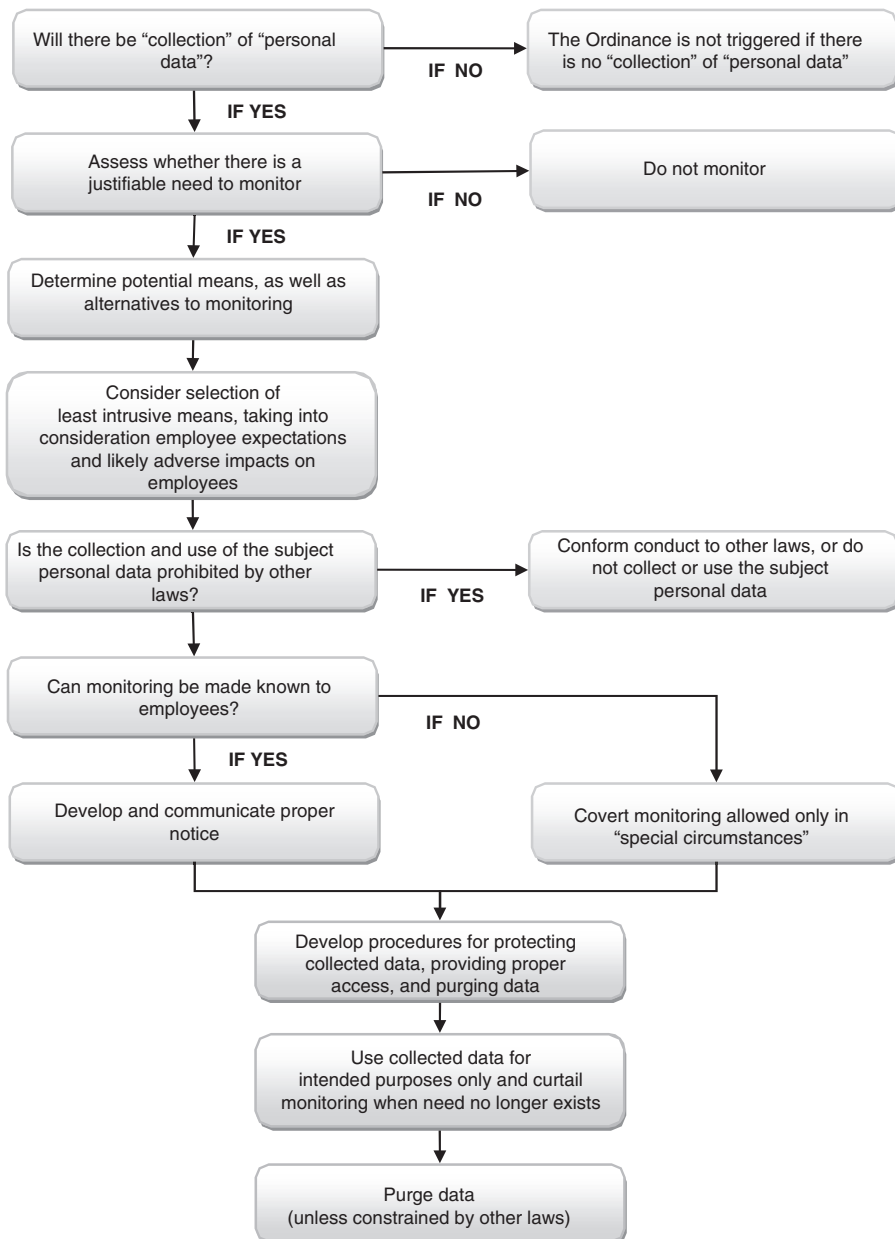 Will there be “collection” of “personal
data”?
IF NO
The Ordinance is not triggered if there
is no “collection” of “personal data”
IF YES
Assess whether there is a
justifiable need to monitor
IF NO
Do not monitor
IF YES
Determine potential means, as well as
alternatives to monitoring
Consider selection of
least intrusive means, taking into
consideration employee expectations
and likely adverse impacts on
employees
Is the collection and use of the subject
personal data prohibited by other
laws?
IF YES
Conform conduct to other laws, or do
not collect or use the subject
personal data
Can monitoring be made known to
employees?
IF NO
IF YES
Develop and communicate proper
notice
Covert monitoring allowed only in
“special circumstances”
Develop procedures for protecting
collected data, providing proper
access, and purging data
Use collected data for
intended purposes only and curtail
monitoring when need no longer exists
Purge data
(unless constrained by other laws)